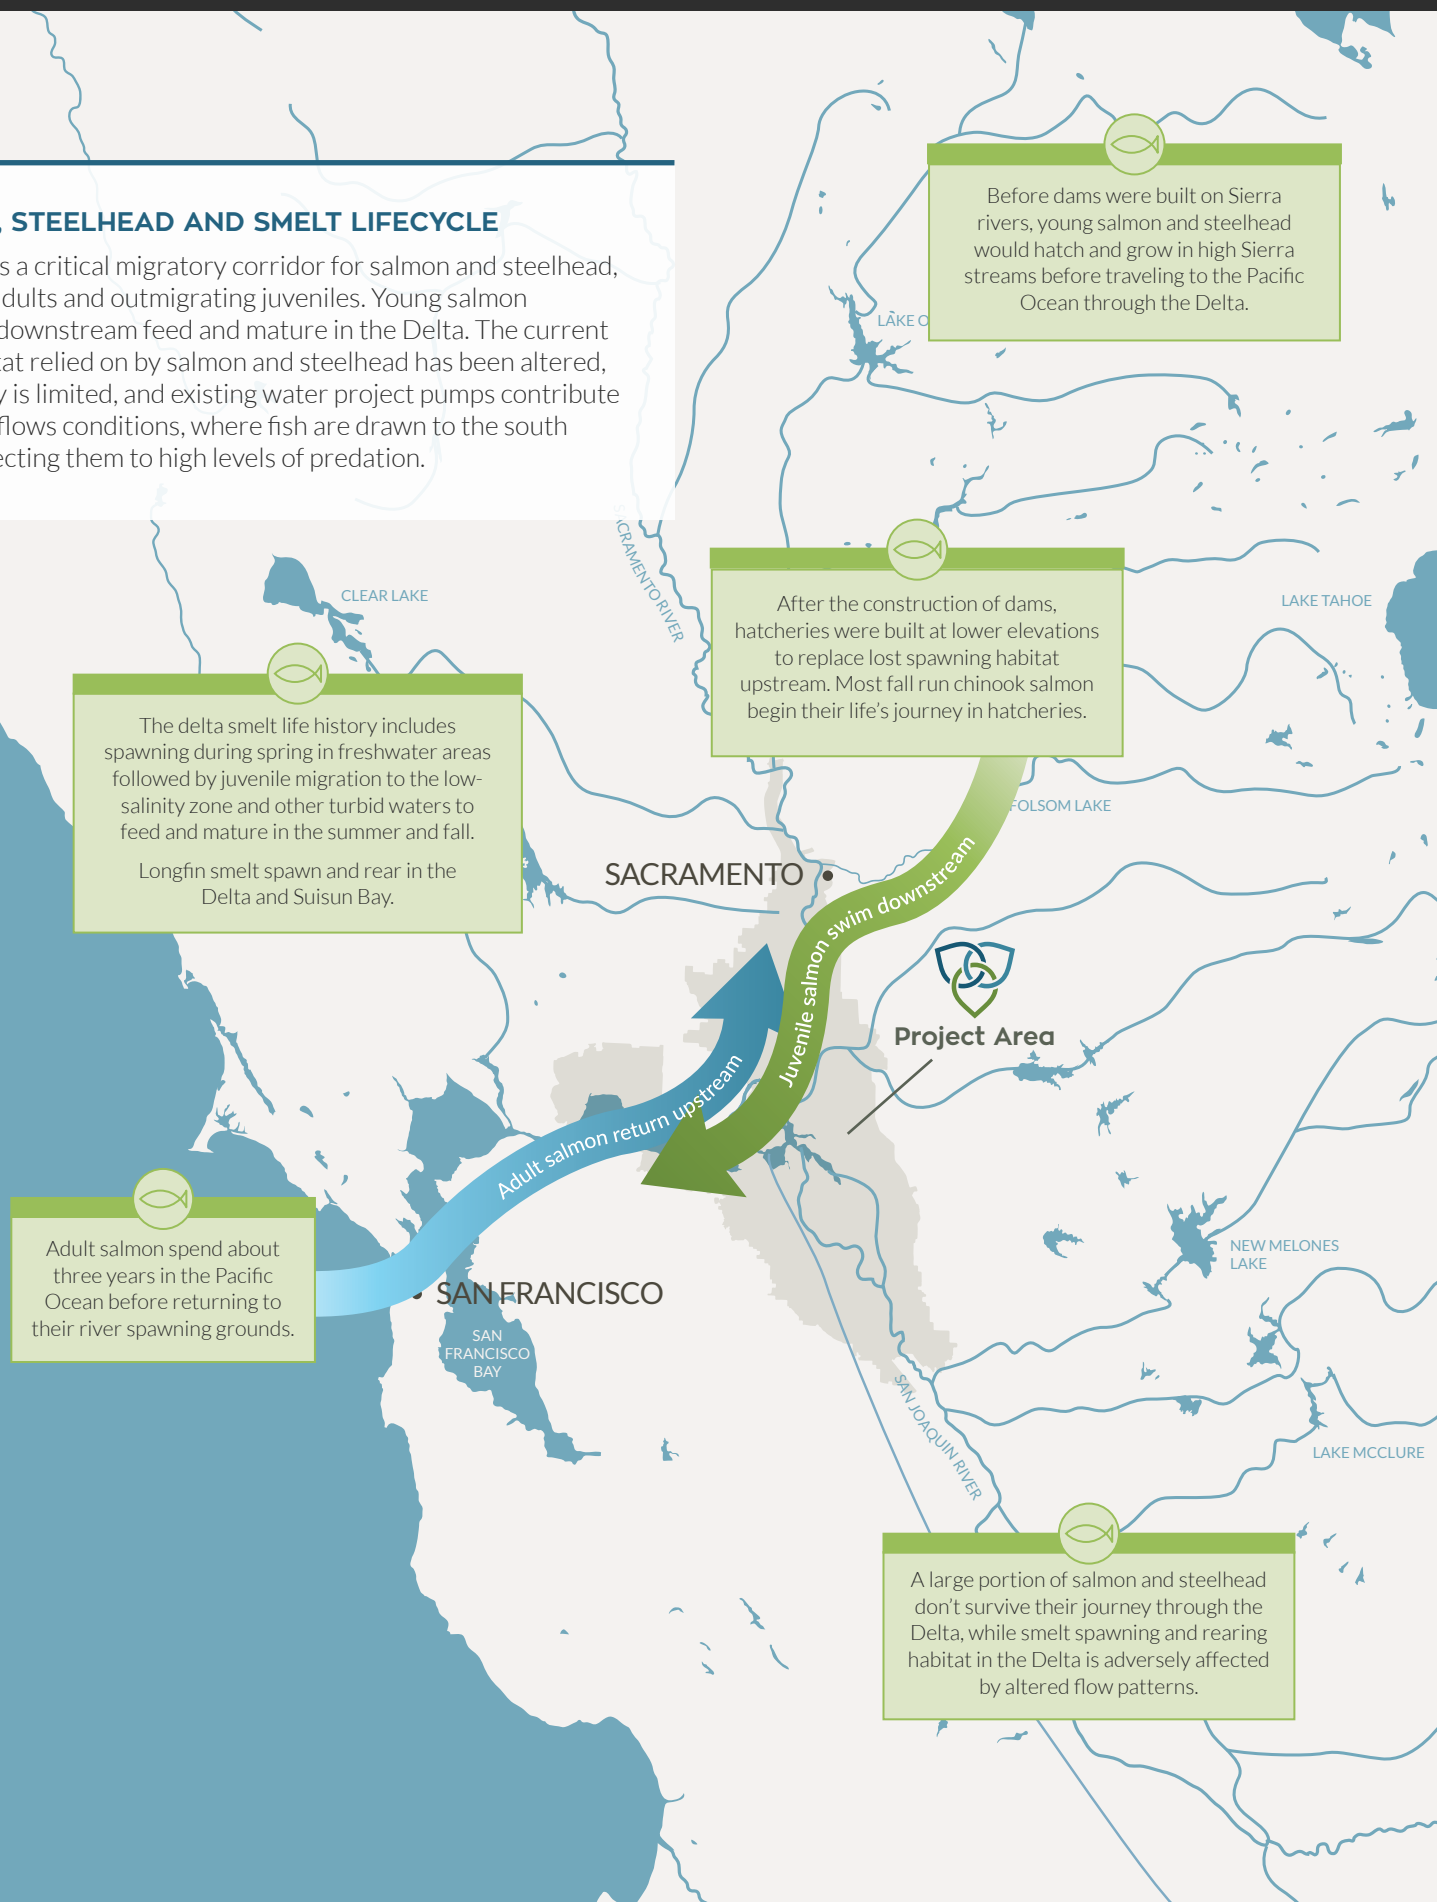 STEELHEAD AND SMELT LIFECYCLE
a critical migratory corridor for salmon and steelhead,
and outmigrating juveniles. Young salmon
downstream feed and mature in the Delta. The current
relied on by salmon and steelhead has been altered,
is limited, and existing water project pumps contribute
flows conditions, where fish are drawn to the south
them to high levels of predation.
Before dams were built on Sierra
rivers, young salmon and steelhead
would hatch and grow in high Sierra
streams before traveling to the Pacific
Ocean through the Delta.
LAKE O
SACRAMENTO RIVER
CLEAR LAKE
LAKE TAHOE
After the construction of dams,
hatcheries were built at lower elevations
to replace lost spawning habitat
upstream. Most fall run chinook salmon
begin their life's journey in hatcheries.
The delta smelt life history includes
spawning during spring in freshwater areas
followed by juvenile migration to the low-
salinity zone and other turbid waters to
feed and mature in the summer and fall.
Longfin smelt spawn and rear in the
Delta and Suisun Bay.
FOLSOM LAKE
SACRAMENTO
Juvenile salmon swim downstream
Project Area
Adult salmon return upstream
Adult salmon spend about
three years in the Pacific
Ocean before returning to
their river spawning grounds.
NEW MELONES
LAKE
SAN FRANCISCO
SAN
FRANCISCO
BAY
SAN JOAQUIN RIVER
LAKE MCCLURE
A large portion of salmon and steelhead
don't survive their journey through the
Delta, while smelt spawning and rearing
habitat in the Delta is adversely affected
by altered flow patterns.